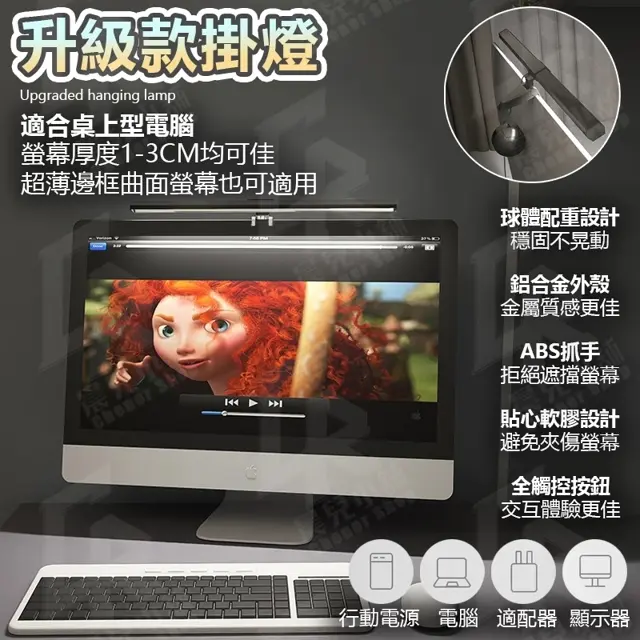 升級款掛燈
Upgraded hanging lamp
適合桌上型電腦
螢幕厚度1-3CM均可佳
超薄邊框曲面螢幕也可適用
球體配重設計
穩固不晃動
鋁合金外殼
金屬質感更佳
ABS抓手
拒絕遮擋螢幕
貼心軟膠設計
避免夾傷螢幕
全觸控按鈕
交互體驗更佳
行動電源
電腦
適配器
顯示器